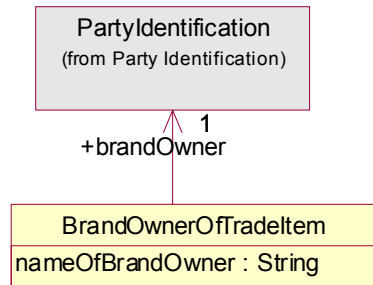 PartyIdentification
(from Party Identification)
1
+brandOwner
BrandOwnerOfTradeItem
nameOfBrandOwner : String